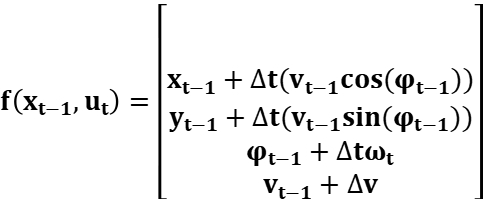 x_{t−1} + Δt(v_{t−1}cos(φ_{t−1}))
f(x_{t−1}, u_t) = [ y_{t−1} + Δt(v_{t−1}sin(φ_{t−1})) ]
φ_{t−1} + Δtω_t
v_{t−1} + Δv